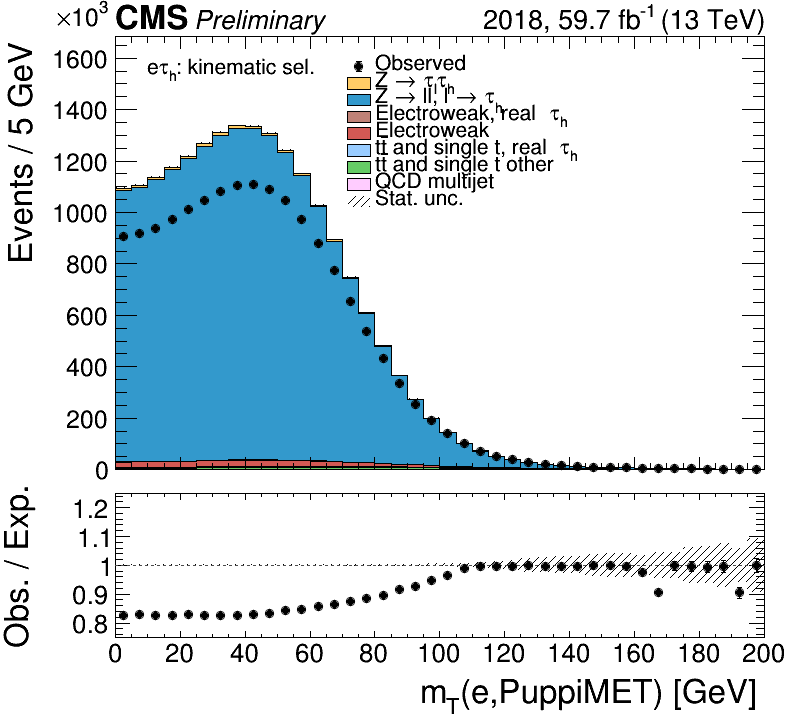 ×10³ CMS Preliminary 2018, 59.7 fb⁻¹ (13 TeV)
eτh: kinematic sel.
Observed
Z → τlτh
Z → ll, l → τh
Electroweak, real τh
Electroweak
tt̄ and single t, real τh
tt̄ and single t other
QCD multijet
Stat. unc.
Events / 5 GeV
1600
1400
1200
1000
800
600
400
200
0
Obs. / Exp.
1.2
1.1
1
0.9
0.8
0 20 40 60 80 100 120 140 160 180 200
mT(e,PuppiMET) [GeV]